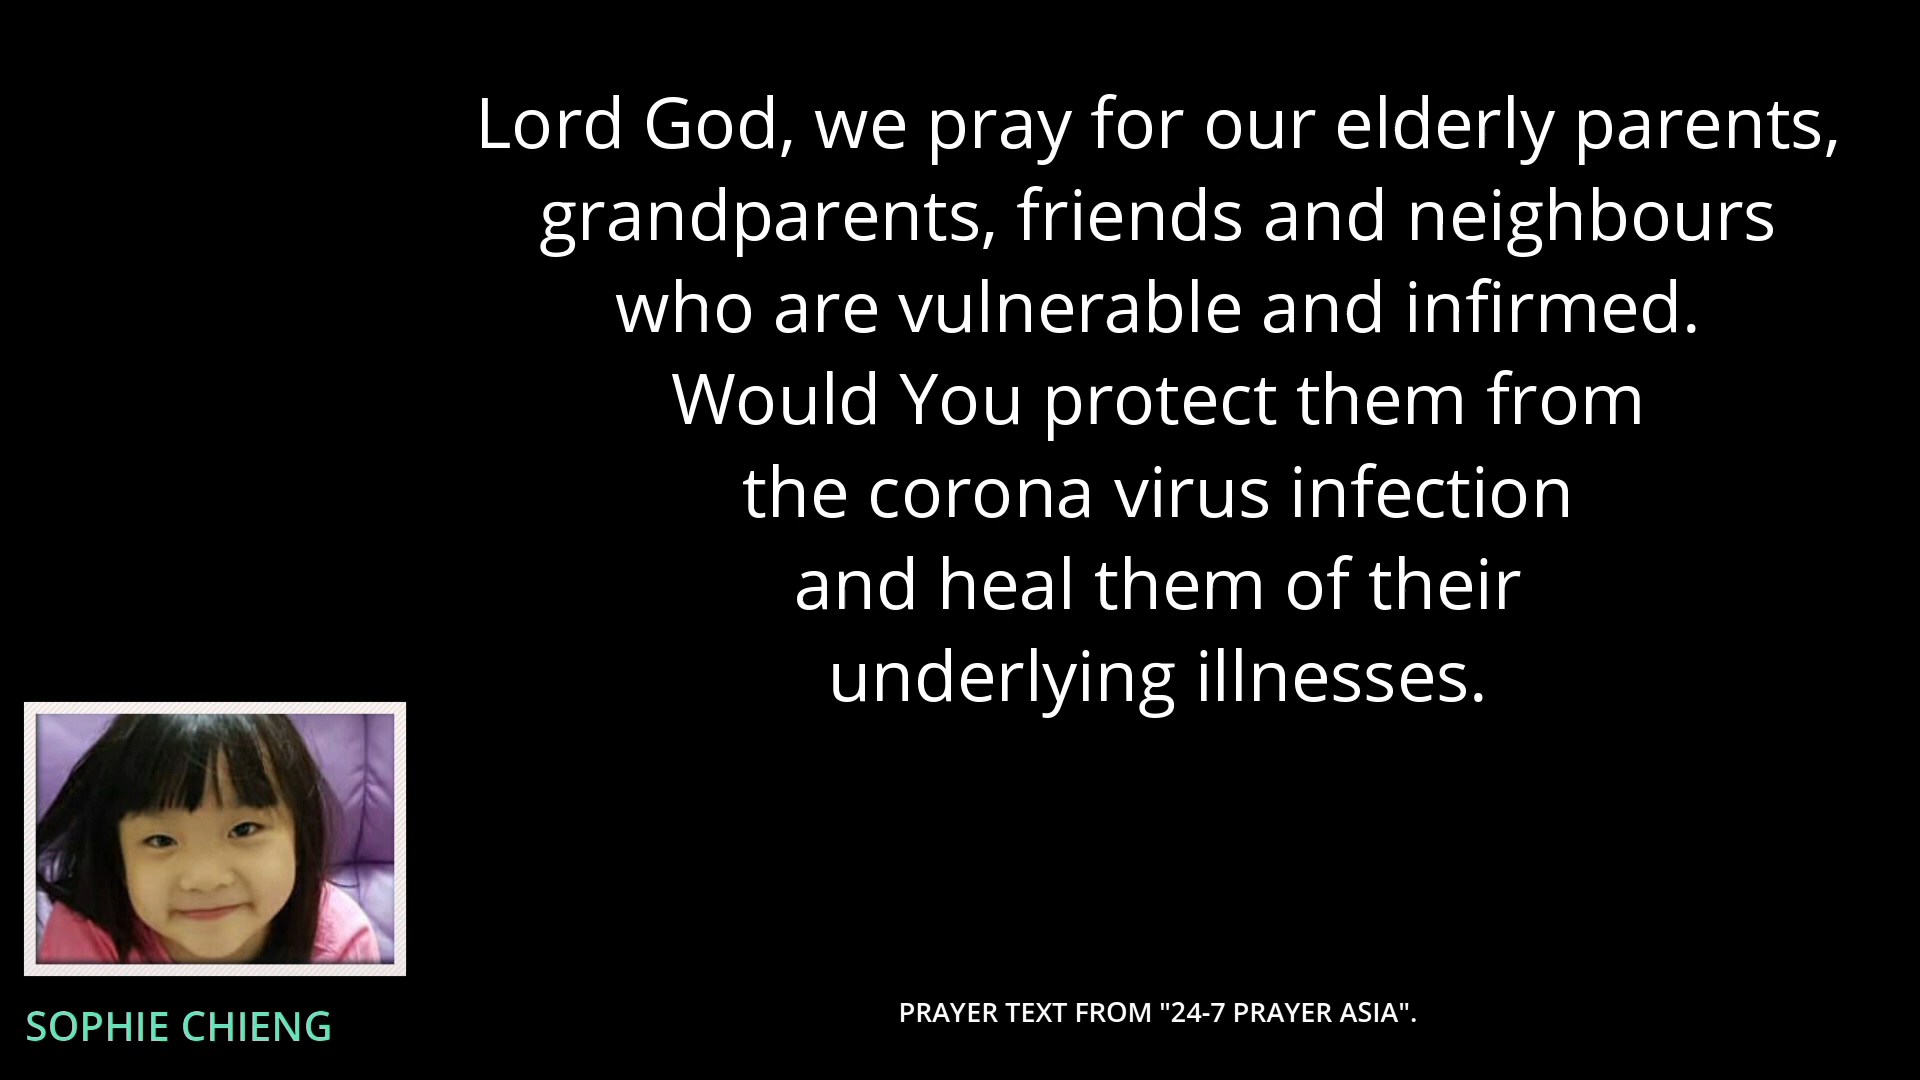 Lord God, we pray for our elderly parents,
grandparents, friends and neighbours
who are vulnerable and infirmed.
Would You protect them from
the corona virus infection
and heal them of their
underlying illnesses.
SOPHIE CHIENG
PRAYER TEXT FROM "24-7 PRAYER ASIA".